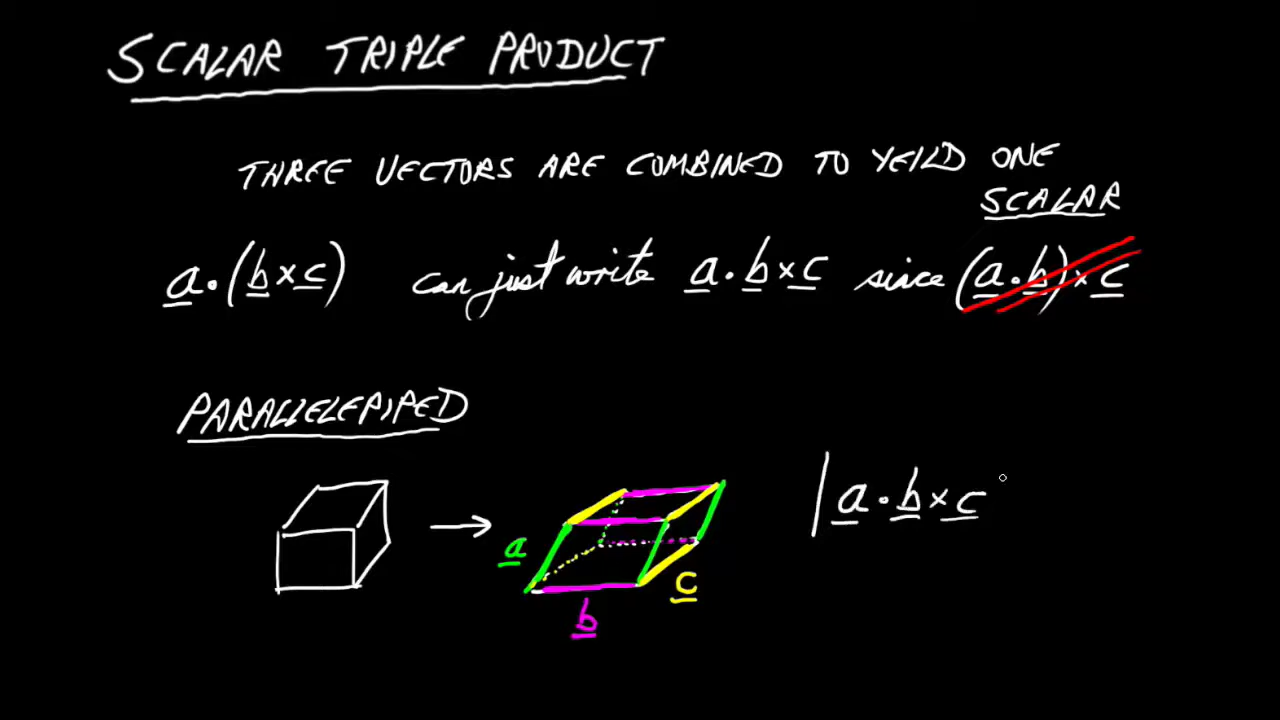 SCALAR TRIPLE PRODUCT
THREE VECTORS ARE COMBINED TO YEILD ONE
SCALAR
a·(b×c) can just write a·b×c since (a·b)×c
PARALLELEPIPED
a
b
c
|a·b×c